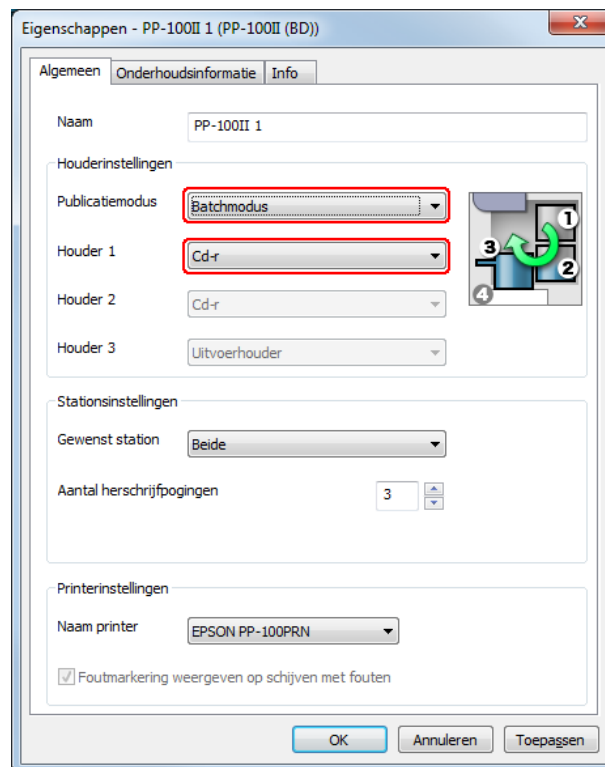 Eigenschappen - PP-100II 1 (PP-100II (BD))
Algemeen Onderhoudsinformatie Info
Naam PP-100II 1
Houderinstellingen
Publicatiemodus Batchmodus
Houder 1 Cd-r
Houder 2 Cd-r
Houder 3 Uitvoerhouder
1
3
2
4
Stationsinstellingen
Gewenst station Beide
Aantal herschrijfpogingen 3
Printerinstellingen
Naam printer EPSON PP-100PRN
Foutmarkering weergeven op schijven met fouten
OK Annuleren Toepassen